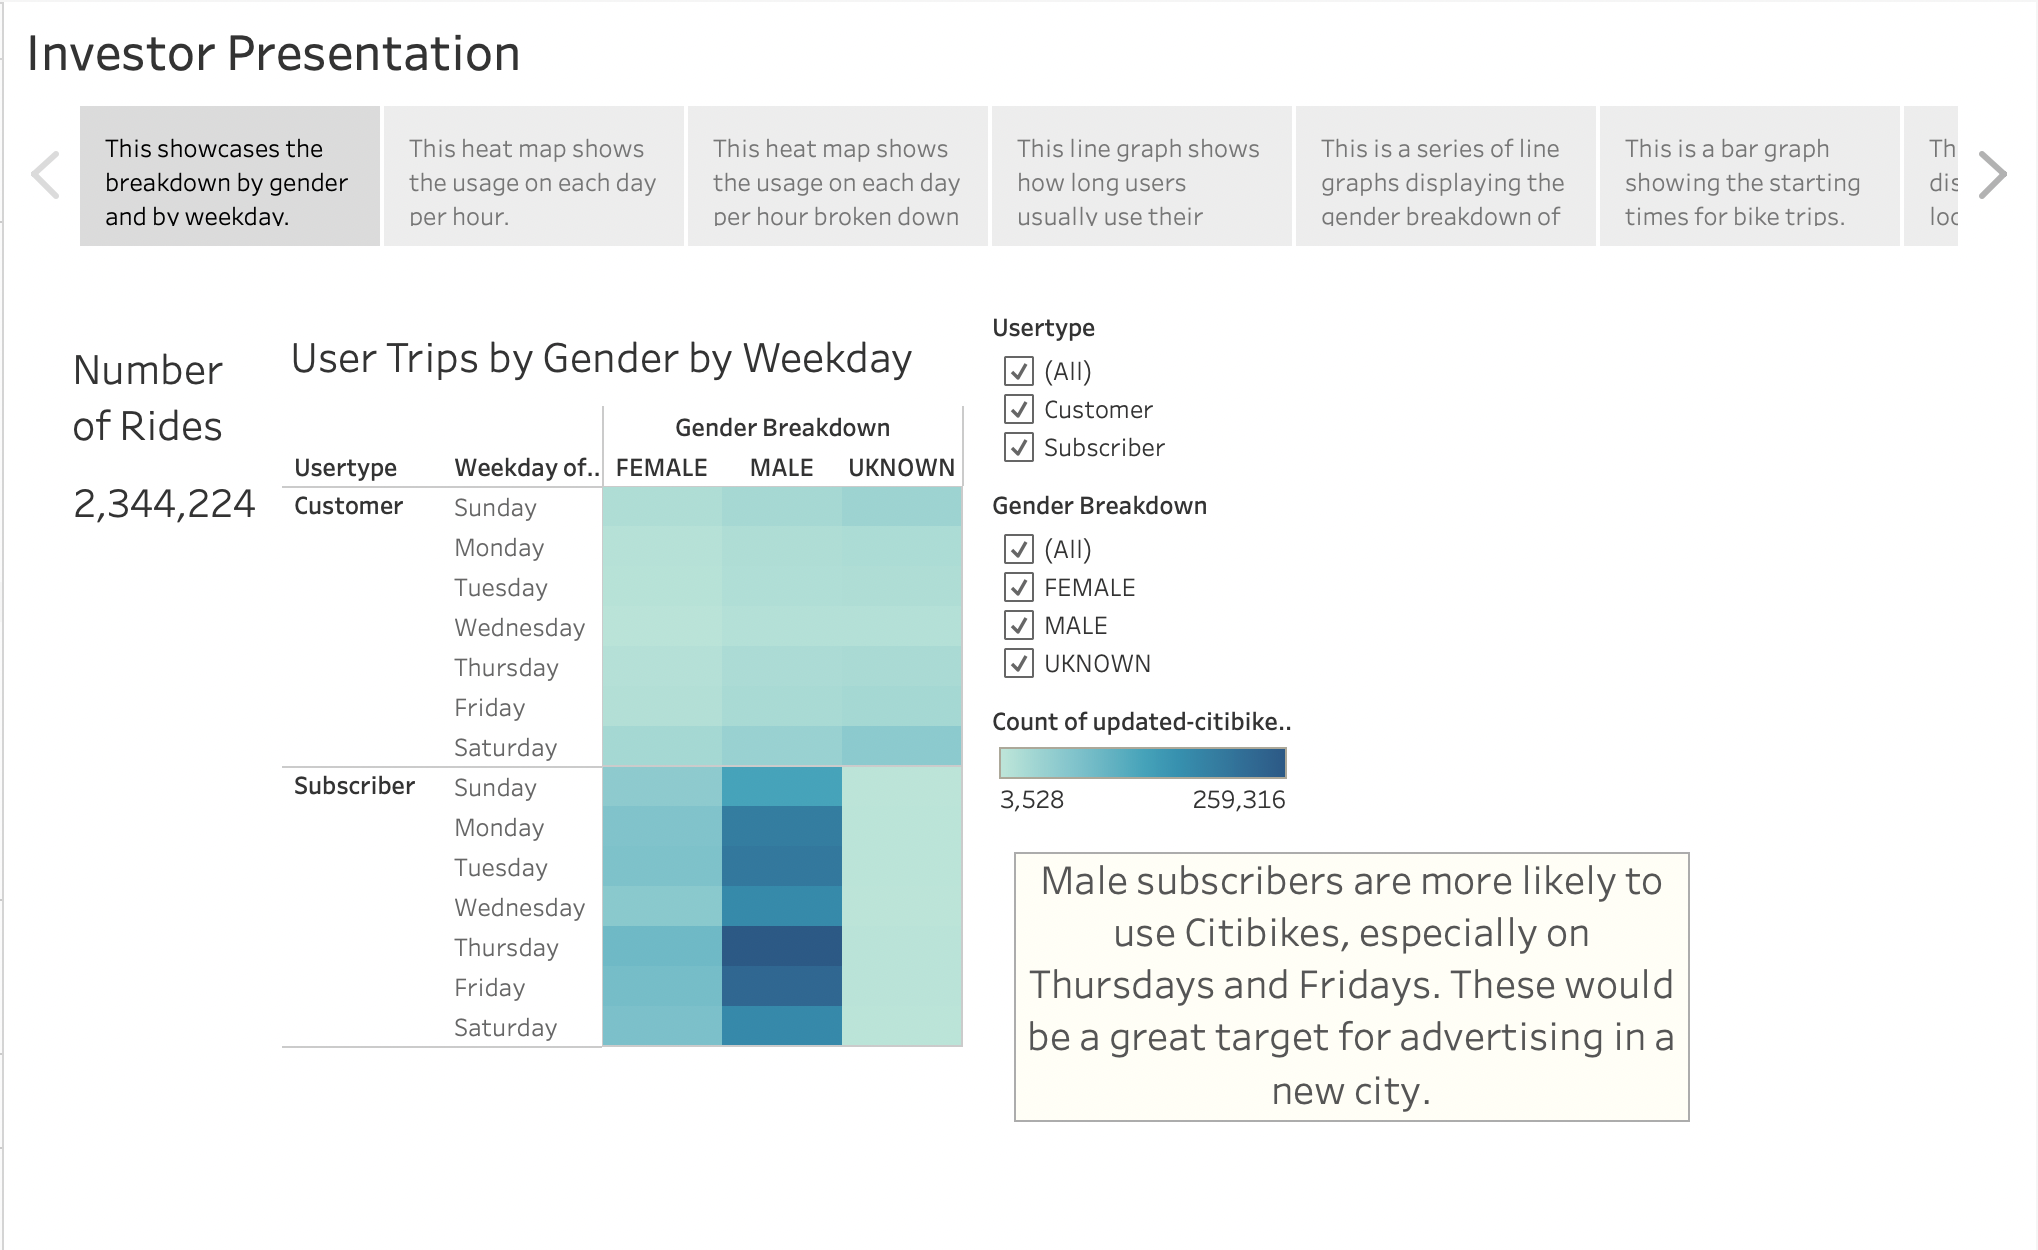 Investor Presentation
This showcases the
breakdown by gender
and by weekday.
This heat map shows
the usage on each day
per hour.
This heat map shows
the usage on each day
per hour broken down
This line graph shows
how long users
usually use their
This is a series of line
graphs displaying the
gender breakdown of
This is a bar graph
showing the starting
times for bike trips.
Th
dis
loc
Number
of Rides
2,344,224
User Trips by Gender by Weekday
Gender Breakdown
Usertype Weekday of.. FEMALE MALE UKNOWN
Customer Sunday
Monday
Tuesday
Wednesday
Thursday
Friday
Saturday
Subscriber Sunday
Monday
Tuesday
Wednesday
Thursday
Friday
Saturday
Usertype
(All)
Customer
Subscriber
Gender Breakdown
(All)
FEMALE
MALE
UKNOWN
Count of updated-citibike..
3,528 259,316
Male subscribers are more likely to
use Citibikes, especially on
Thursdays and Fridays. These would
be a great target for advertising in a
new city.